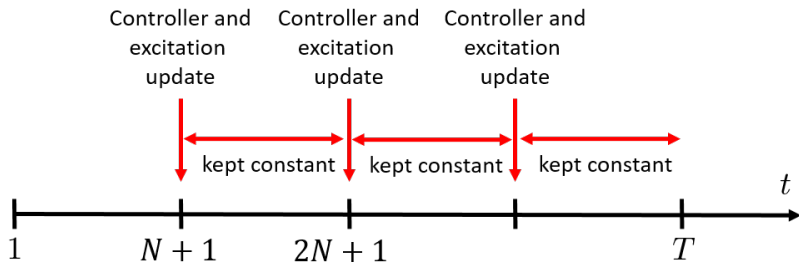 Controller and excitation update
Controller and excitation update
Controller and excitation update
kept constant
kept constant
kept constant
t
1
N + 1
2N + 1
T